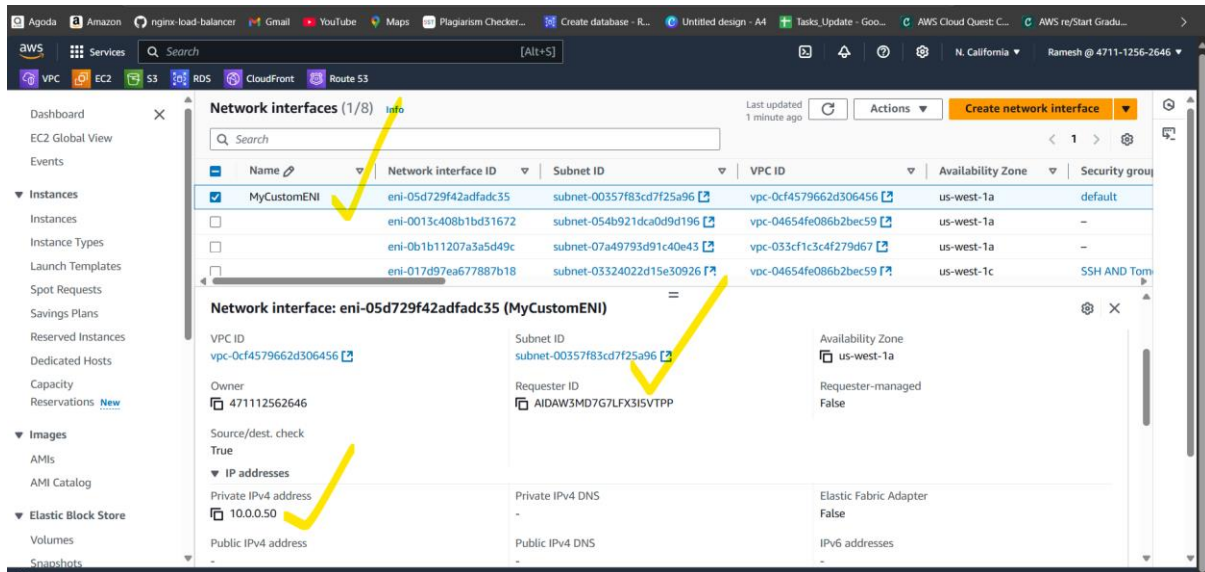 Agoda Amazon nginx-load-balancer Gmail YouTube Maps Plagiarism Checker... Create database - R... Untitled design - A4 Tasks_Update - Goo... AWS Cloud Quest: C... AWS re/Start Gradu...
aws Services Search [Alt+S] N. California Ramesh @ 4711-1256-2646
VPC EC2 S3 RDS CloudFront Route 53
Dashboard
EC2 Global View
Events
Instances
Instances
Instance Types
Launch Templates
Spot Requests
Savings Plans
Reserved Instances
Dedicated Hosts
Capacity
Reservations New
Images
AMIs
AMI Catalog
Elastic Block Store
Volumes
Snapshots
Network interfaces (1/8) Info
Last updated
1 minute ago
Actions
Create network interface
Search
1
Name Network interface ID Subnet ID VPC ID Availability Zone Security group
MyCustomENI eni-05d729f42adfadc35 subnet-00357f83cd7f25a96 vpc-0cf4579662d306456 us-west-1a default
eni-0013c408b1bd31672 subnet-054b921dca0d9d196 vpc-04654fe086b2bec59 us-west-1a –
eni-0b1b11207a3a5d49c subnet-07a49793d91c40e43 vpc-033cf1c3c4f279d67 us-west-1a –
eni-017d97ea677887b18 subnet-03324022d15e30926 vpc-04654fe086b2bec59 us-west-1c SSH AND Tom
Network interface: eni-05d729f42adfadc35 (MyCustomENI)
VPC ID Subnet ID Availability Zone
vpc-0cf4579662d306456 subnet-00357f83cd7f25a96 us-west-1a
Owner Requester ID Requester-managed
471112562646 AIDAW3MD7G7LFX3I5VTPP False
Source/dest. check
True
IP addresses
Private IPv4 address Private IPv4 DNS Elastic Fabric Adapter
10.0.0.50 - False
Public IPv4 address Public IPv4 DNS IPv6 addresses
- - -